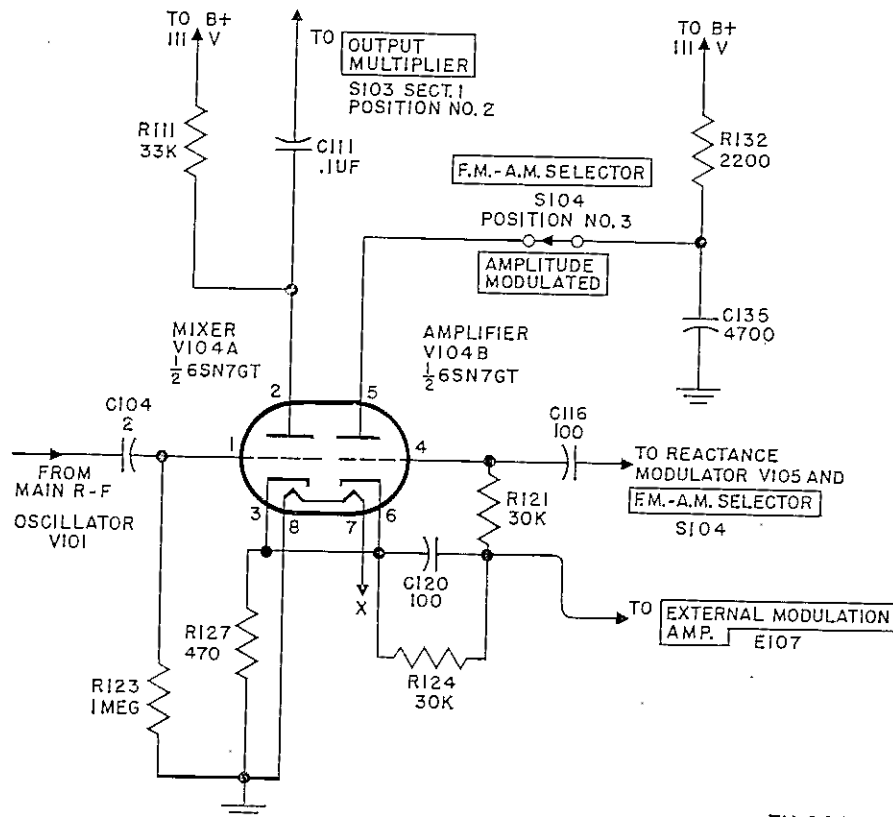 TO B+
111 V
TO OUTPUT
MULTIPLIER
S103 SECT. 1
POSITION NO. 2
TO B+
111 V
R111
33K
C111
.1UF
R132
2200
F.M.-A.M. SELECTOR
S104
POSITION NO. 3
AMPLITUDE
MODULATED
C135
4700
MIXER
V104A
½ 6SN7GT
AMPLIFIER
V104B
½ 6SN7GT
2
5
C104
2
1
4
C116
100
FROM
MAIN R-F
OSCILLATOR
V101
TO REACTANCE
MODULATOR V105 AND
F.M.-A.M. SELECTOR
S104
R121
30K
3
8
7
6
C120
100
X
TO EXTERNAL MODULATION
AMP. E107
R127
470
R124
30K
R123
1 MEG